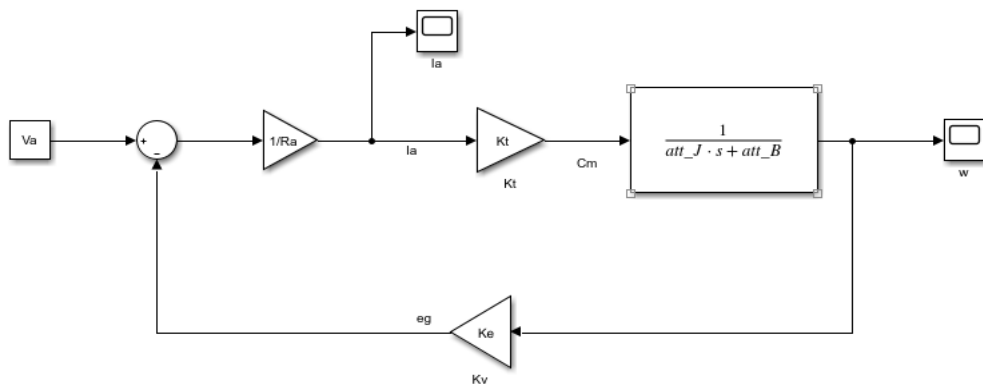 Ia
Va
+
−
1/Ra
Ia
Kt
Kt
Cm
1
att_J · s + att_B
w
eg
Ke
Kv